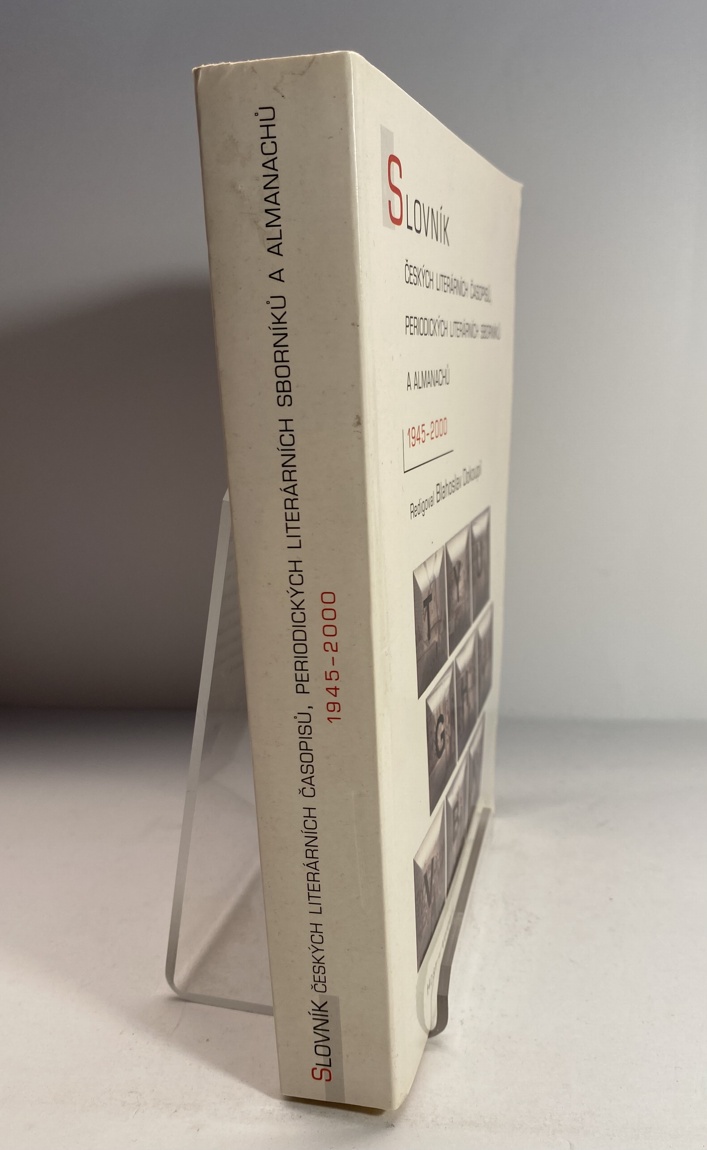 SLOVNÍK ČESKÝCH LITERÁRNÍCH ČASOPISŮ, PERIODICKÝCH LITERÁRNÍCH SBORNÍKŮ A ALMANACHŮ
1945–2000
SLOVNÍK
ČESKÝCH LITERÁRNÍCH ČASOPISŮ,
PERIODICKÝCH LITERÁRNÍCH SBORNÍKŮ
A ALMANACHŮ
1945–2000
Redigoval Blahoslav Dokoupil
T Y U
G H
V B